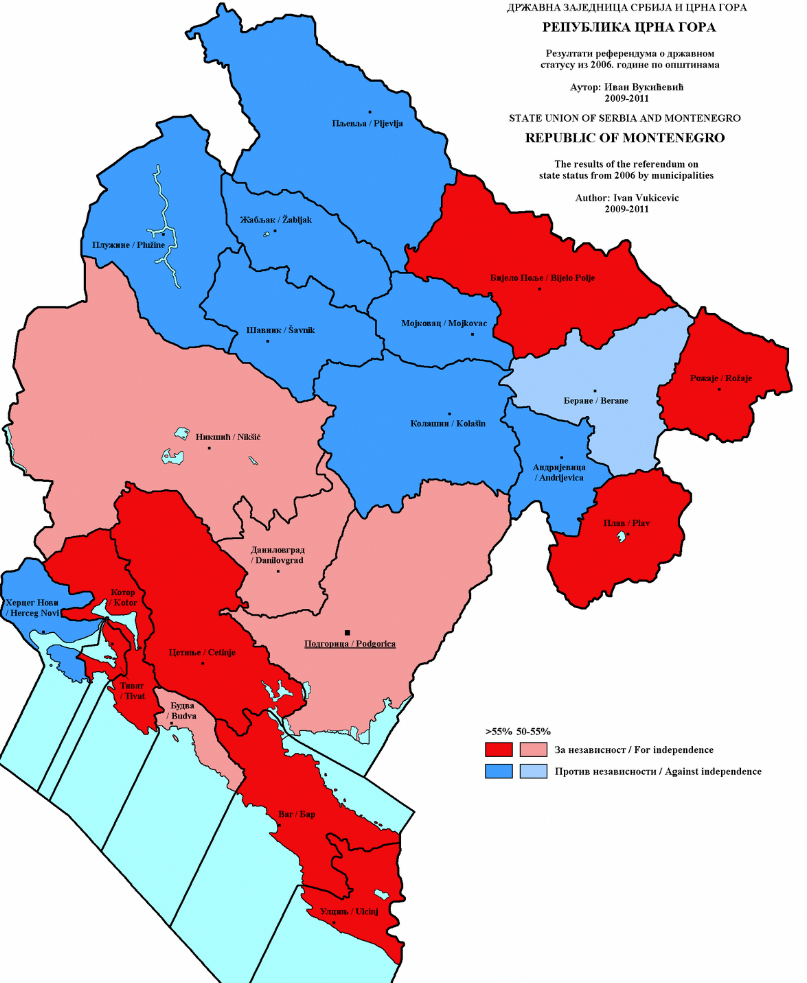 ДРЖАВНА ЗАЈЕДНИЦА СРБИЈА И ЦРНА ГОРА
РЕПУБЛИКА ЦРНА ГОРА
Резултати референдума о државном
статусу из 2006. године по општинама
Аутор: Иван Вукићевић
2009-2011
STATE UNION OF SERBIA AND MONTENEGRO
REPUBLIC OF MONTENEGRO
The results of the referendum on
state status from 2006 by municipalities
Author: Ivan Vukicevic
2009-2011
Пљевља / Pljevlja
Жабљак / Žabljak
Плужине / Plužine
Бијело Поље / Bijelo Polje
Мојковац / Mojkovac
Шавник / Šavnik
Рожаје / Rožaje
Беране / Berane
Колашин / Kolašin
Никшић / Nikšić
Андријевица
/ Andrijevica
Плав / Plav
Даниловград
/ Danilovgrad
Котор
/ Kotor
Херцег Нови
/ Herceg Novi
Подгорица / Podgorica
Цетиње / Cetinje
Тиват
/ Tivat
Будва
/ Budva
>55% 50-55%
За независност / For independence
Против независности / Against independence
Bar / Бар
Улцињ / Ulcinj